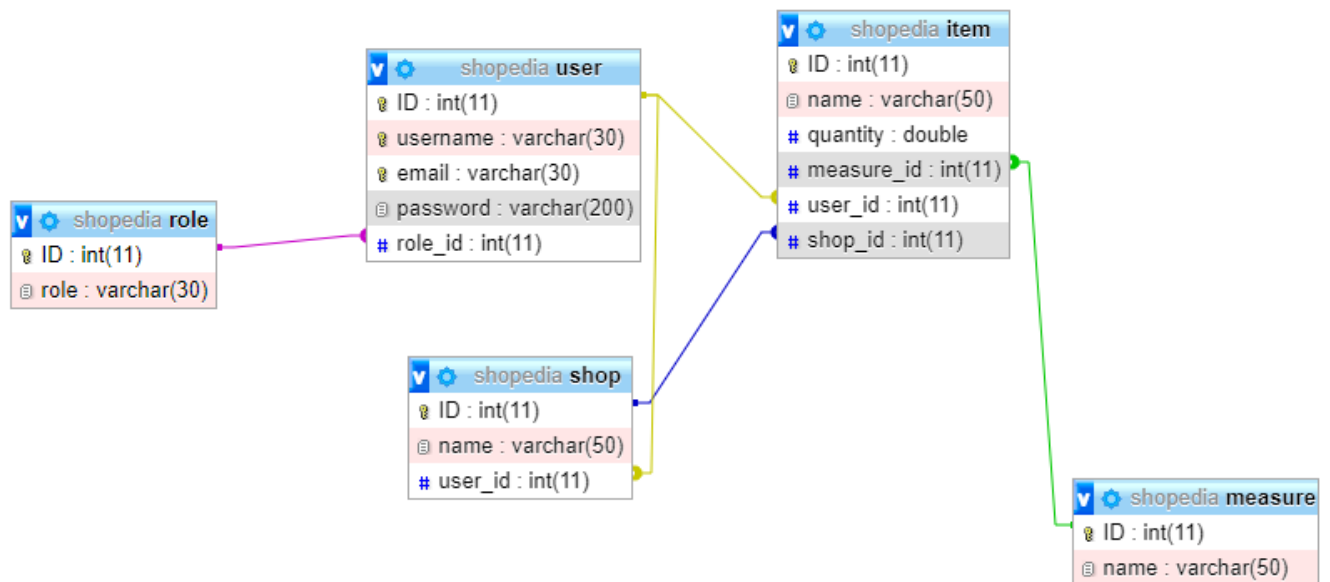 shopedia role
ID : int(11)
role : varchar(30)
shopedia user
ID : int(11)
username : varchar(30)
email : varchar(30)
password : varchar(200)
role_id : int(11)
shopedia shop
ID : int(11)
name : varchar(50)
user_id : int(11)
shopedia item
ID : int(11)
name : varchar(50)
quantity : double
measure_id : int(11)
user_id : int(11)
shop_id : int(11)
shopedia measure
ID : int(11)
name : varchar(50)